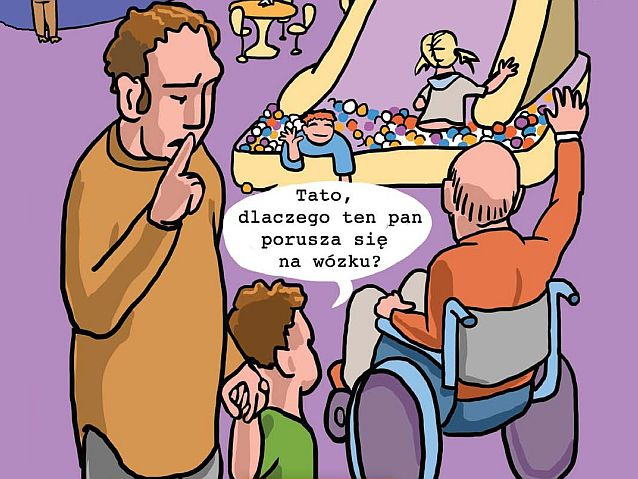 Tato,
dlaczego ten pan
porusza się
na wózku?